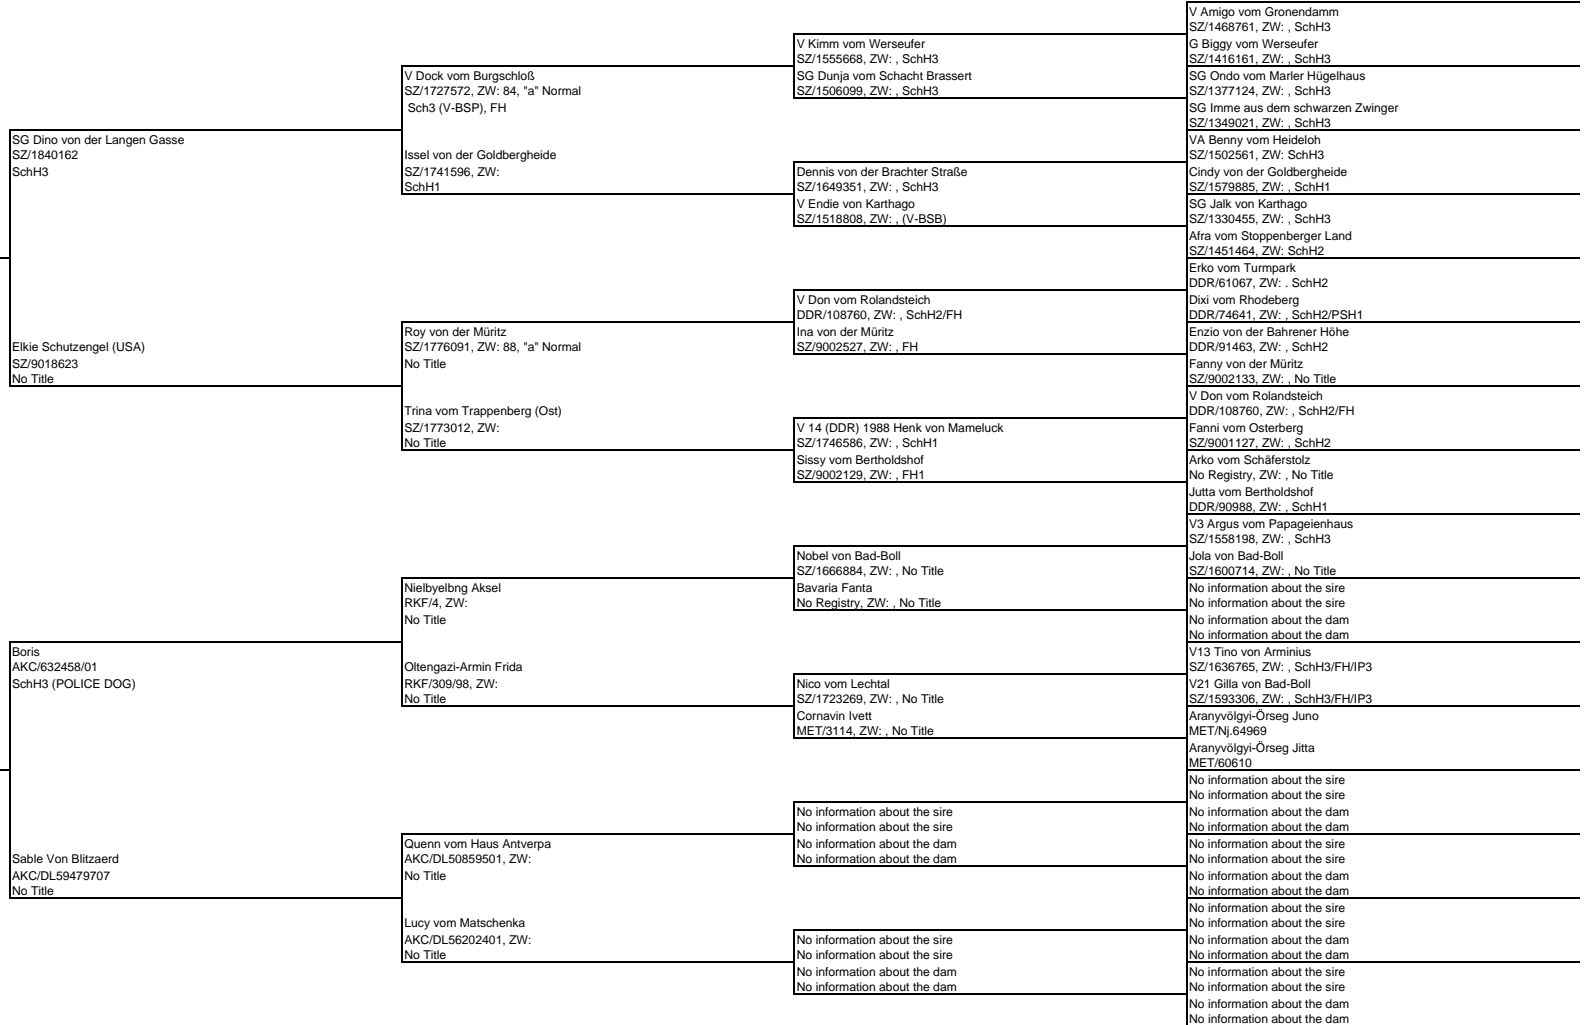 SG Dino von der Langen Gasse
SZ/1840162
SchH3
Elkie Schutzengel (USA)
SZ/9018623
No Title
Boris
AKC/632458/01
SchH3 (POLICE DOG)
Sable Von Blitzaerd
AKC/DL59479707
No Title
V Dock vom Burgschloß
SZ/1727572, ZW: 84, "a" Normal
Sch3 (V-BSP), FH
Issel von der Goldbergheide
SZ/1741596, ZW:
SchH1
Roy von der Müritz
SZ/1776091, ZW: 88, "a" Normal
No Title
Trina vom Trappenberg (Ost)
SZ/1773012, ZW:
No Title
Nielbyelbng Aksel
RKF/4, ZW:
No Title
Oltengazi-Armin Frida
RKF/309/98, ZW:
No Title
Quenn vom Haus Antverpa
AKC/DL50859501, ZW:
No Title
Lucy vom Matschenka
AKC/DL56202401, ZW:
No Title
V Kimm vom Werseufer
SZ/1555668, ZW: , SchH3
SG Dunja vom Schacht Brassert
SZ/1506099, ZW: , SchH3
Dennis von der Brachter Straße
SZ/1649351, ZW: , SchH3
V Endie von Karthago
SZ/1518808, ZW: , (V-BSB)
V Don vom Rolandsteich
DDR/108760, ZW: , SchH2/FH
Ina von der Müritz
SZ/9002527, ZW: , FH
V 14 (DDR) 1988 Henk von Mameluck
SZ/1746586, ZW: , SchH1
Sissy vom Bertholdshof
SZ/9002129, ZW: , FH1
Nobel von Bad-Boll
SZ/1666884, ZW: , No Title
Bavaria Fanta
No Registry, ZW: , No Title
Nico vom Lechtal
SZ/1723269, ZW: , No Title
Cornavin Ivett
MET/3114, ZW: , No Title
No information about the sire
No information about the sire
No information about the dam
No information about the dam
No information about the sire
No information about the sire
No information about the dam
No information about the dam
V Amigo vom Gronendamm
SZ/1468761, ZW: , SchH3
G Biggy vom Werseufer
SZ/1416161, ZW: , SchH3
SG Ondo vom Marler Hügelhaus
SZ/1377124, ZW: , SchH3
SG Imme aus dem schwarzen Zwinger
SZ/1349021, ZW: , SchH3
VA Benny vom Heideloh
SZ/1502561, ZW: SchH3
Cindy von der Goldbergheide
SZ/1579885, ZW: , SchH1
SG Jalk von Karthago
SZ/1330455, ZW: , SchH3
Afra vom Stoppenberger Land
SZ/1451464, ZW: SchH2
Erko vom Turmpark
DDR/61067, ZW: . SchH2
Dixi vom Rhodeberg
DDR/74641, ZW: , SchH2/PSH1
Enzio von der Bahrener Höhe
DDR/91463, ZW: , SchH2
Fanny von der Müritz
SZ/9002133, ZW: , No Title
V Don vom Rolandsteich
DDR/108760, ZW: , SchH2/FH
Fanni vom Osterberg
SZ/9001127, ZW: , SchH2
Arko vom Schäferstolz
No Registry, ZW: , No Title
Jutta vom Bertholdshof
DDR/90988, ZW: , SchH1
V3 Argus vom Papageienhaus
SZ/1558198, ZW: , SchH3
Jola von Bad-Boll
SZ/1600714, ZW: , No Title
No information about the sire
No information about the sire
No information about the dam
No information about the dam
V13 Tino von Arminius
SZ/1636765, ZW: , SchH3/FH/IP3
V21 Gilla von Bad-Boll
SZ/1593306, ZW: , SchH3/FH/IP3
Aranyvölgyi-Örseg Juno
MET/Nj.64969
Aranyvölgyi-Örseg Jitta
MET/60610
No information about the sire
No information about the sire
No information about the dam
No information about the dam
No information about the sire
No information about the sire
No information about the dam
No information about the dam
No information about the sire
No information about the sire
No information about the dam
No information about the dam
No information about the sire
No information about the sire
No information about the dam
No information about the dam